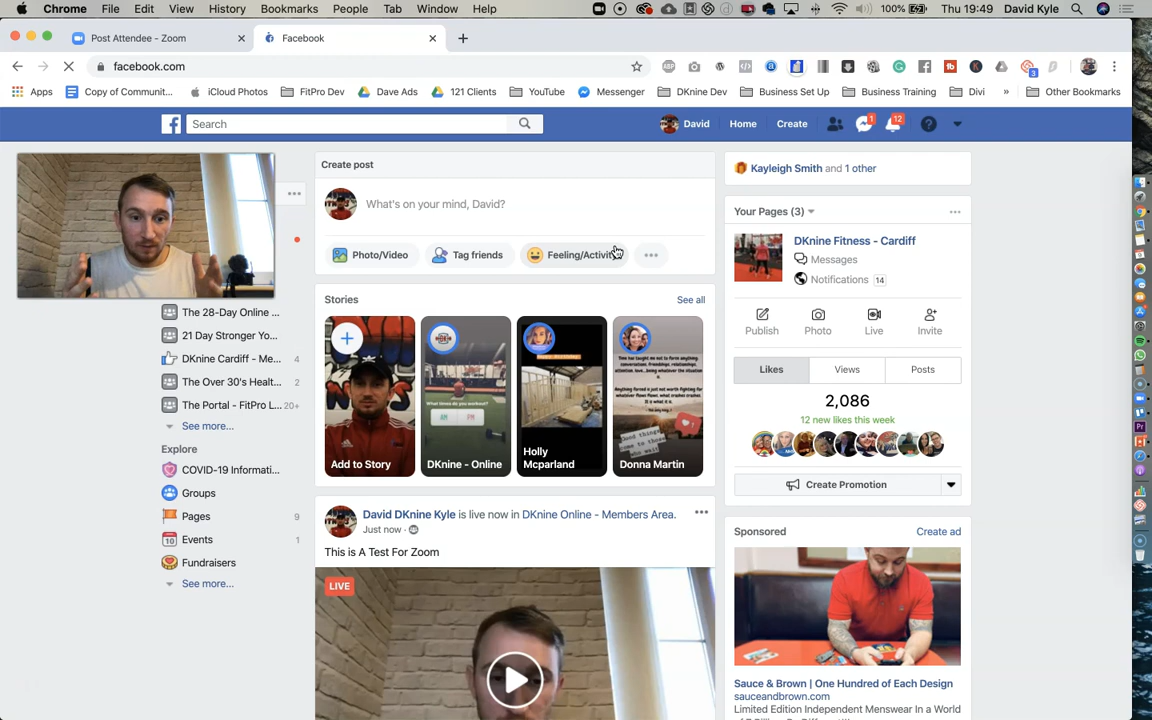 Chrome File Edit View History Bookmarks People Tab Window Help 100% Thu 19:49 David Kyle
Post Attendee - Zoom Facebook
facebook.com
Apps Copy of Communit... iCloud Photos FitPro Dev Dave Ads 121 Clients YouTube Messenger DKnine Dev Business Set Up Business Training Divi » Other Bookmarks
Search David Home Create 1 12
Create post
What's on your mind, David?
Photo/Video Tag friends Feeling/Activit
Stories See all
Add to Story
DKnine - Online
Holly
Mcparland
Donna Martin
David DKnine Kyle is live now in DKnine Online - Members Area.
Just now
This is A Test For Zoom
LIVE
The 28-Day Online ...
21 Day Stronger Yo...
DKnine Cardiff - Me... 4
The Over 30's Healt... 2
The Portal - FitPro L... 20+
See more...
Explore
COVID-19 Informati...
Groups
Pages 9
Events 1
Fundraisers
See more...
Kayleigh Smith and 1 other
Your Pages (3)
DKnine Fitness - Cardiff
Messages
Notifications 14
Publish Photo Live Invite
Likes Views Posts
2,086
12 new likes this week
Create Promotion
Sponsored Create ad
Sauce & Brown | One Hundred of Each Design
sauceandbrown.com
Limited Edition Independent Menswear In a World